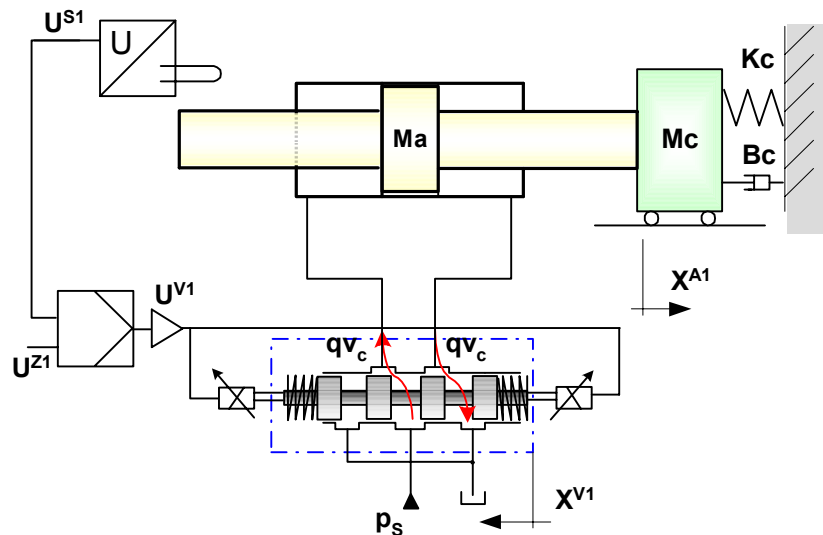 U^S1
U
Kc
Ma
Mc
Bc
X^A1
U^V1
U^Z1
qv_c
qv_c
X^V1
p_S